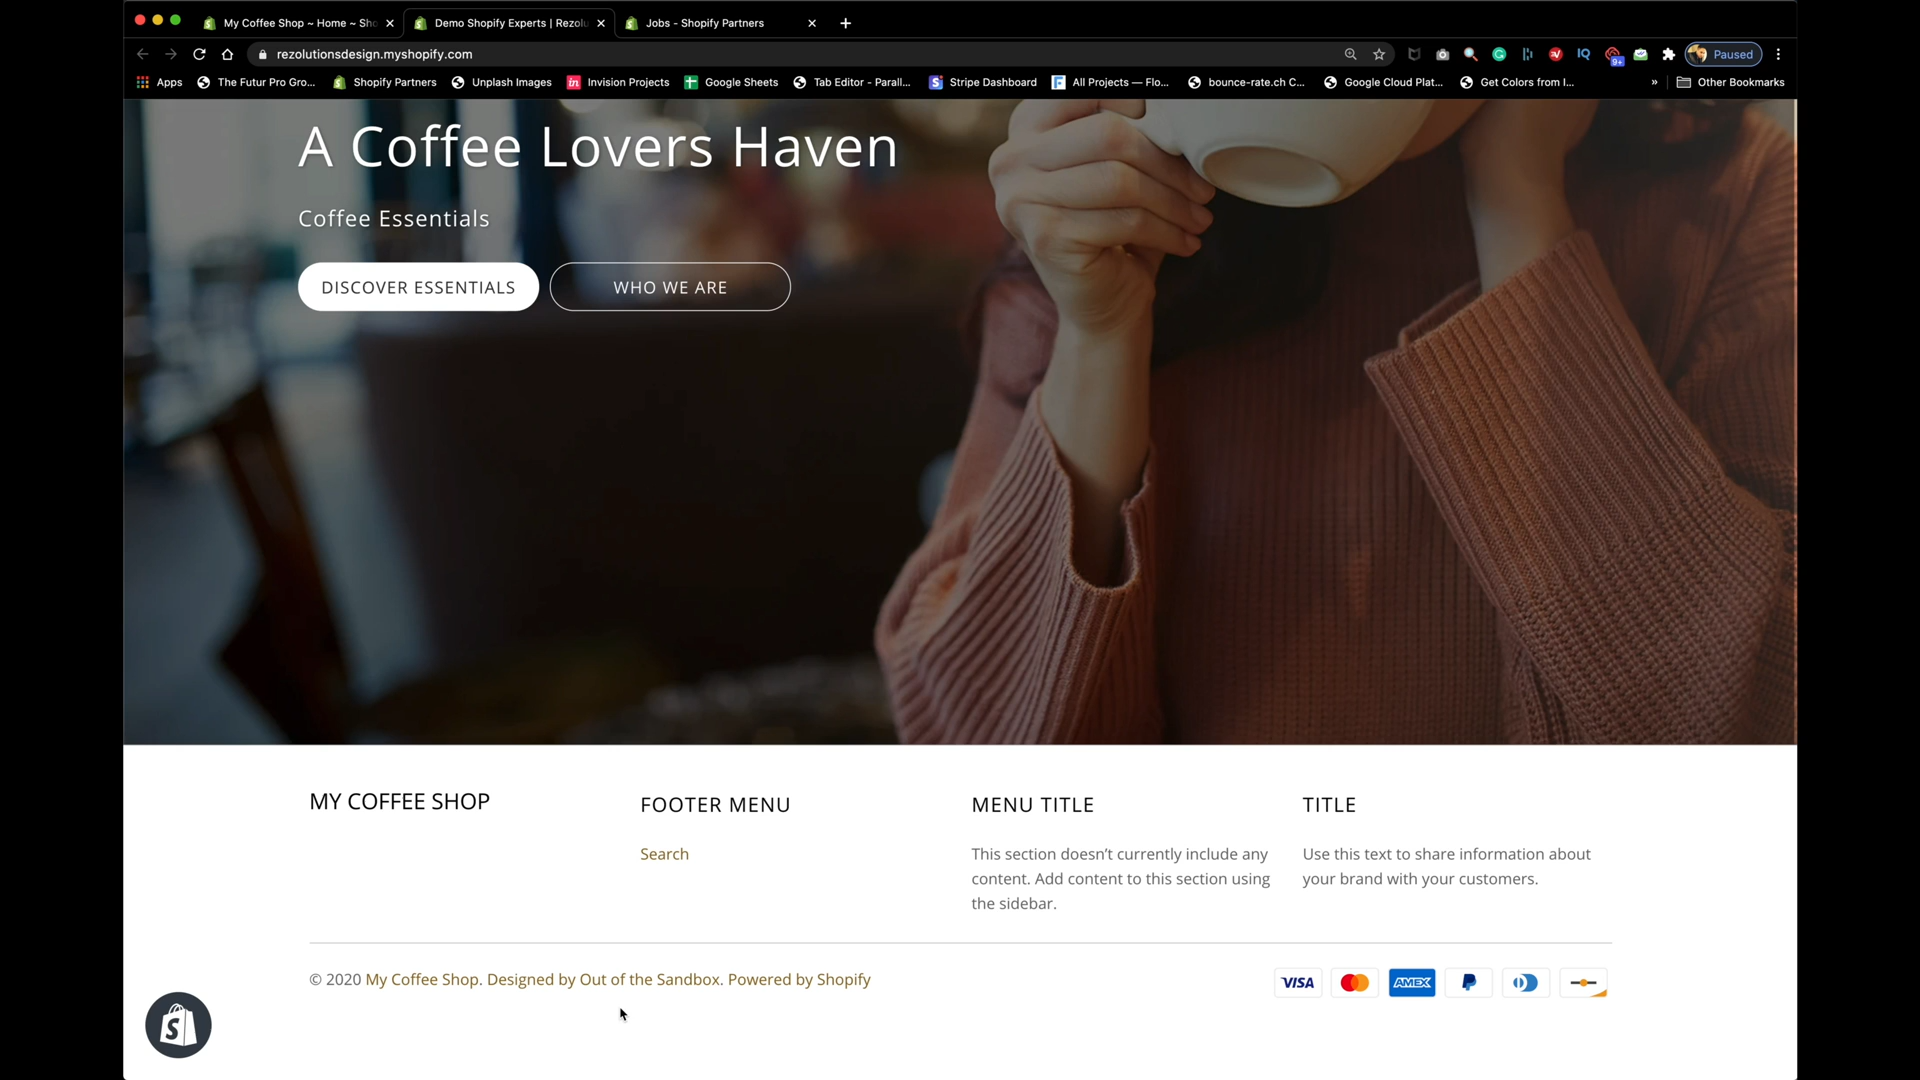 My Coffee Shop ~ Home ~ Sho
Demo Shopify Experts | Rezolu
Jobs - Shopify Partners
rezolutionsdesign.myshopify.com
IQ
9+
Paused
Apps
The Futur Pro Gro...
Shopify Partners
Unplash Images
in
Invision Projects
Google Sheets
Tab Editor - Parall...
S
Stripe Dashboard
F
All Projects — Flo...
bounce-rate.ch C...
Google Cloud Plat...
Get Colors from I...
»
Other Bookmarks
A Coffee Lovers Haven
Coffee Essentials
DISCOVER ESSENTIALS
WHO WE ARE
MY COFFEE SHOP
FOOTER MENU
Search
MENU TITLE
This section doesn't currently include any
content. Add content to this section using
the sidebar.
TITLE
Use this text to share information about
your brand with your customers.
© 2020 My Coffee Shop. Designed by Out of the Sandbox. Powered by Shopify
VISA
AMEX